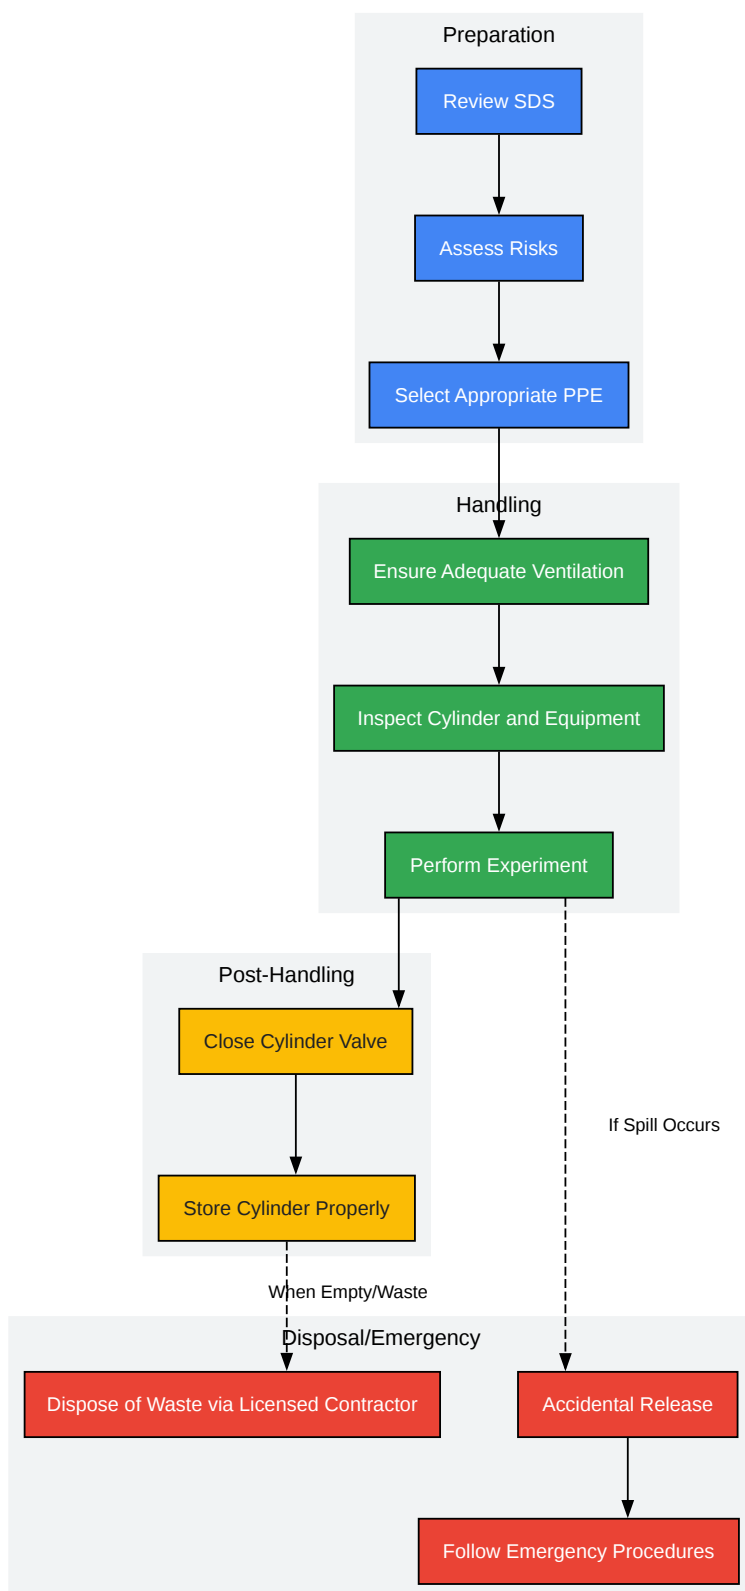 Preparation
Review SDS
Assess Risks
Select Appropriate PPE
Handling
Ensure Adequate Ventilation
Inspect Cylinder and Equipment
Perform Experiment
Post-Handling
Close Cylinder Valve
If Spill Occurs
Store Cylinder Properly
When Empty/Waste
Disposal/Emergency
Dispose of Waste via Licensed Contractor
Accidental Release
Follow Emergency Procedures